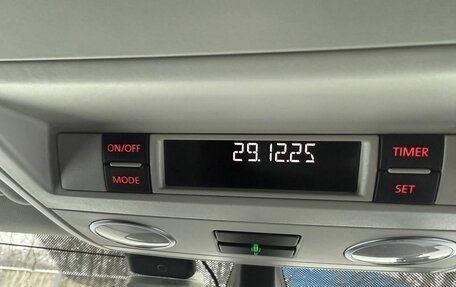 ON/OFF
29.12.25
TIMER
MODE
SET